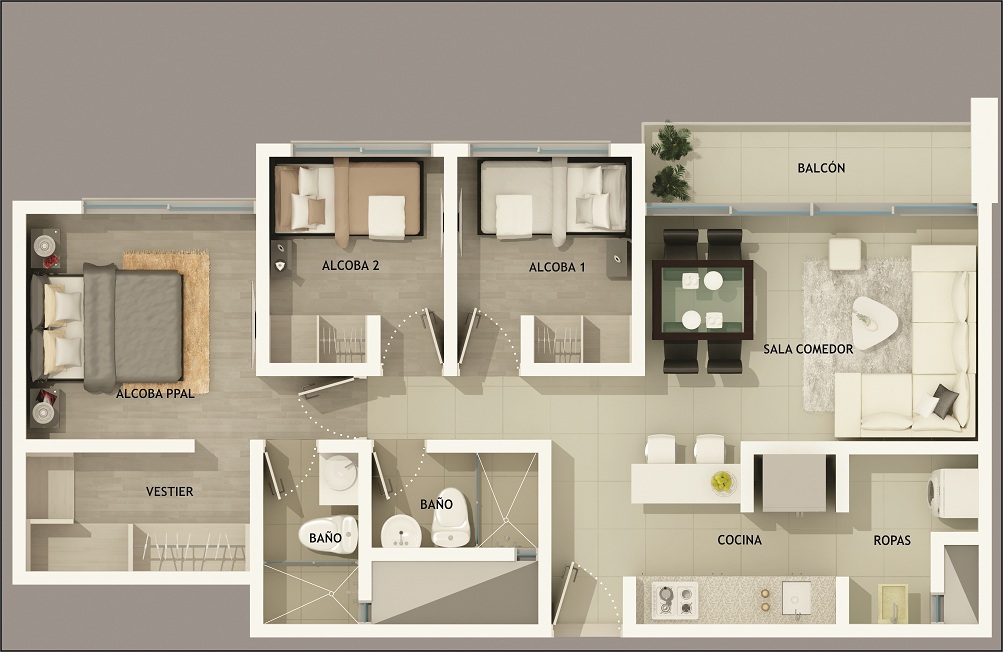 BALCÓN
ALCOBA 2
ALCOBA 1
SALA COMEDOR
ALCOBA PPAL
VESTIER
BAÑO
BAÑO
COCINA
ROPAS